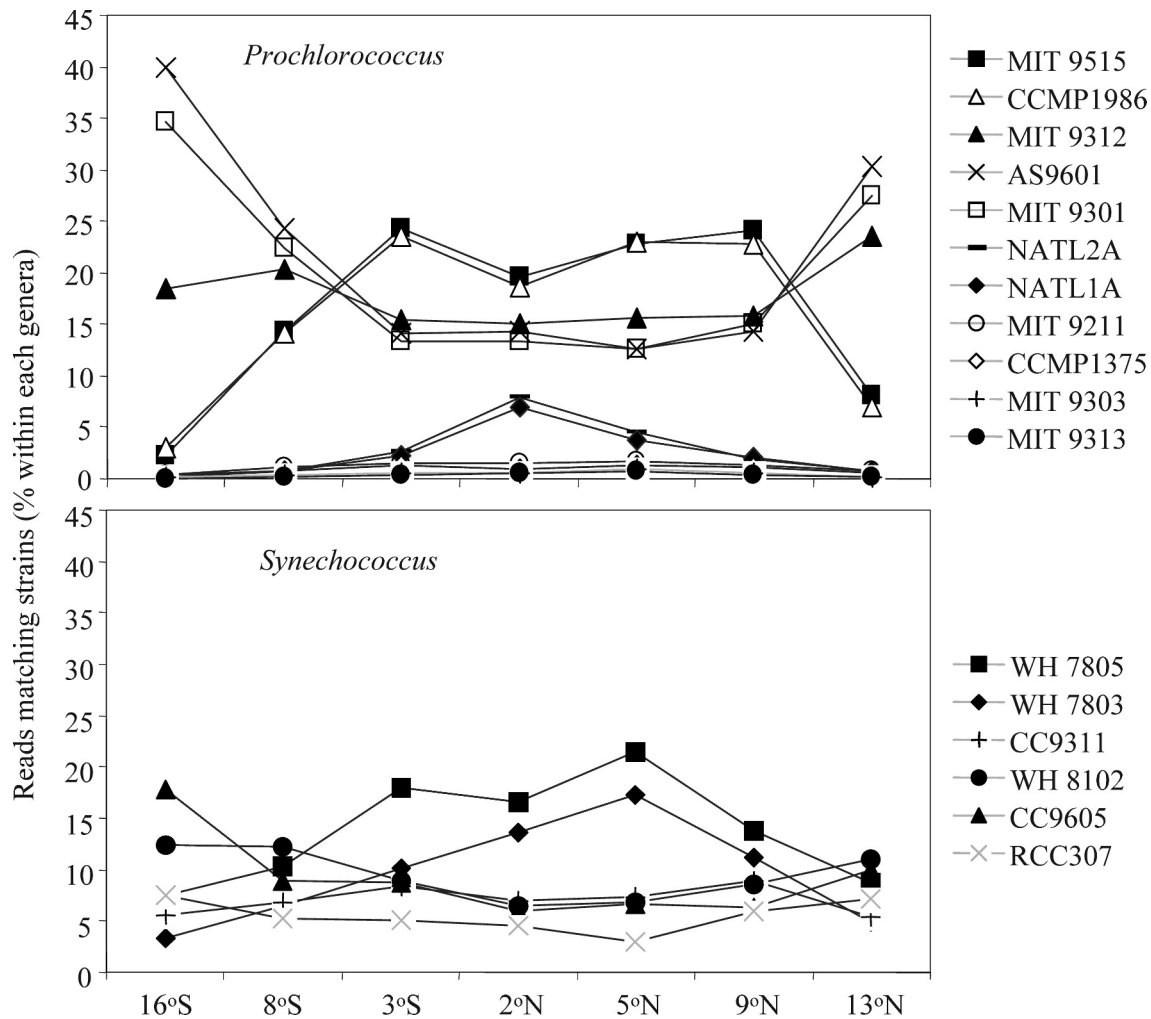 Reads matching strains (% within each genera)
45
40
35
30
25
20
15
10
5
0
Prochlorococcus
MIT 9515
CCMP1986
MIT 9312
AS9601
MIT 9301
NATL2A
NATL1A
MIT 9211
CCMP1375
MIT 9303
MIT 9313
45
40
35
30
25
20
15
10
5
0
Synechococcus
WH 7805
WH 7803
CC9311
WH 8102
CC9605
RCC307
16°S 8°S 3°S 2°N 5°N 9°N 13°N